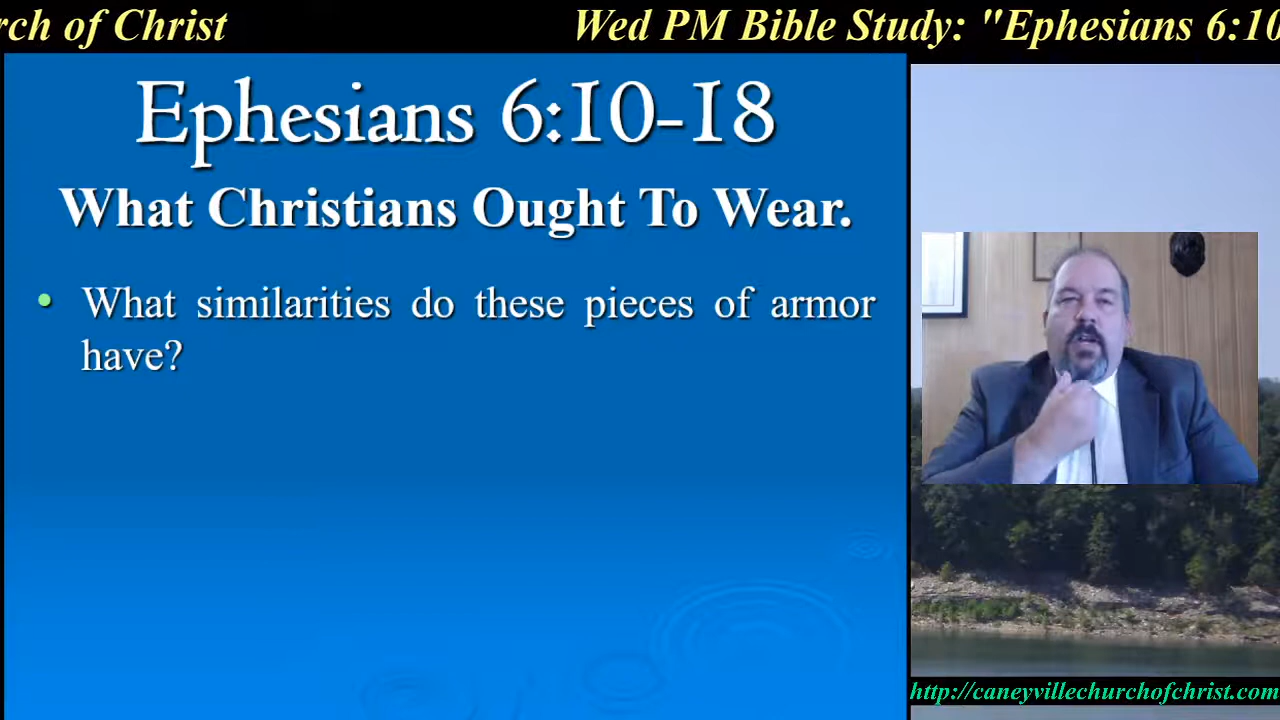 rch of Christ
Wed PM Bible Study: "Ephesians 6:10
Ephesians 6:10-18
What Christians Ought To Wear.
• What similarities do these pieces of armor
have?
http://caneyvillechurchofchrist.com